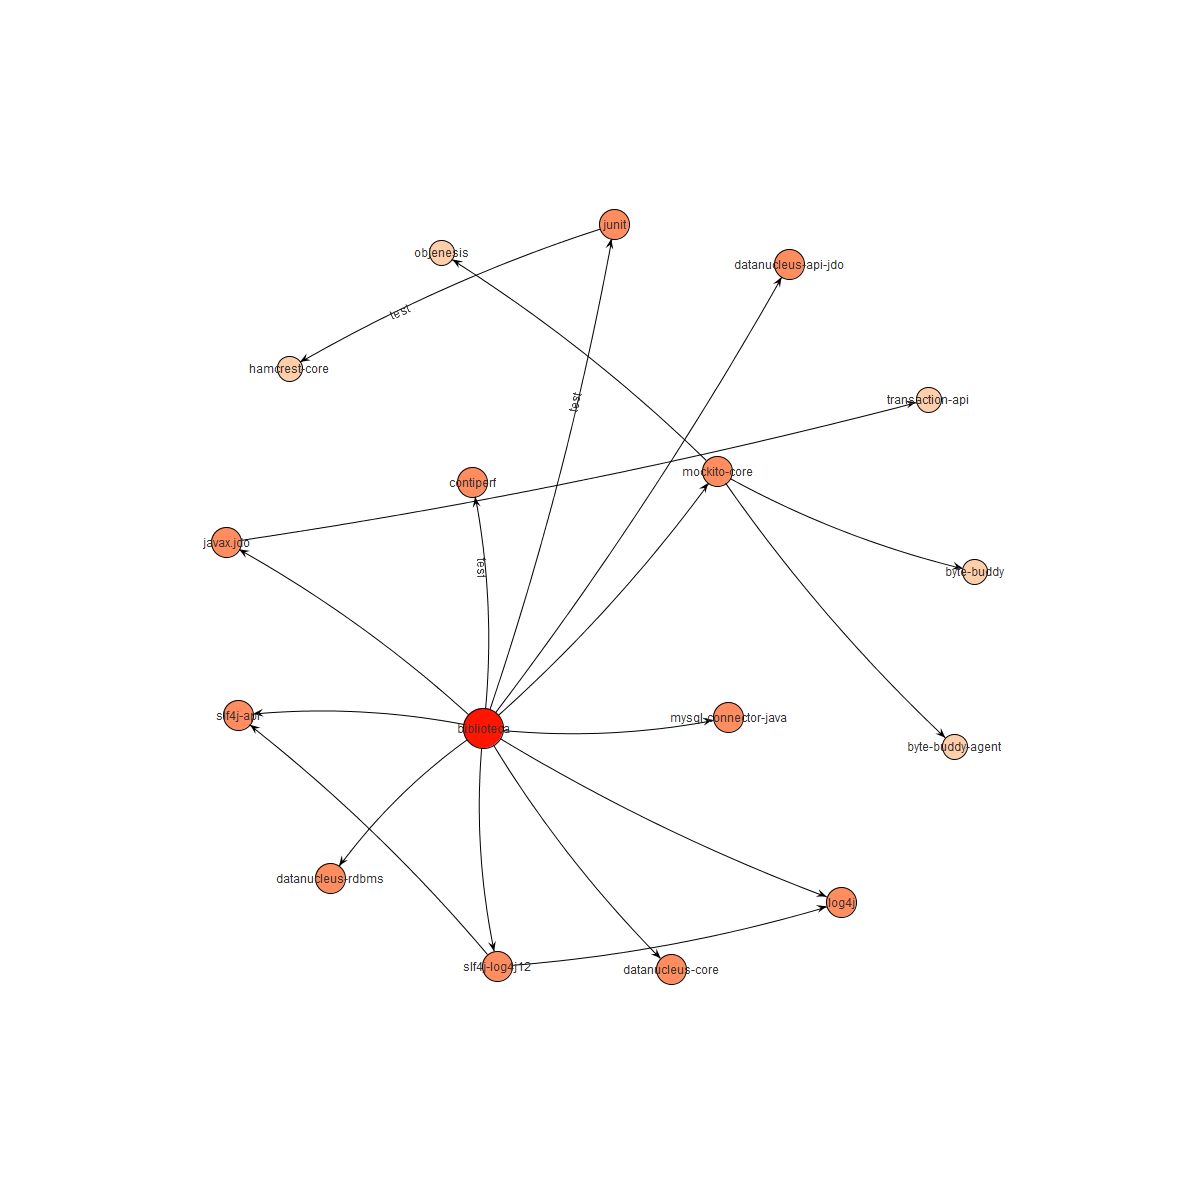 junit
objenesis
datanucleus-api-jdo
test
hamcrest-core
transaction-api
test
mockito-core
contiperf
javax.jdo
test
byte-buddy
slf4j-api
mysql-connector-java
biblioteca
byte-buddy-agent
datanucleus-rdbms
log4j
slf4j-log4j12
datanucleus-core